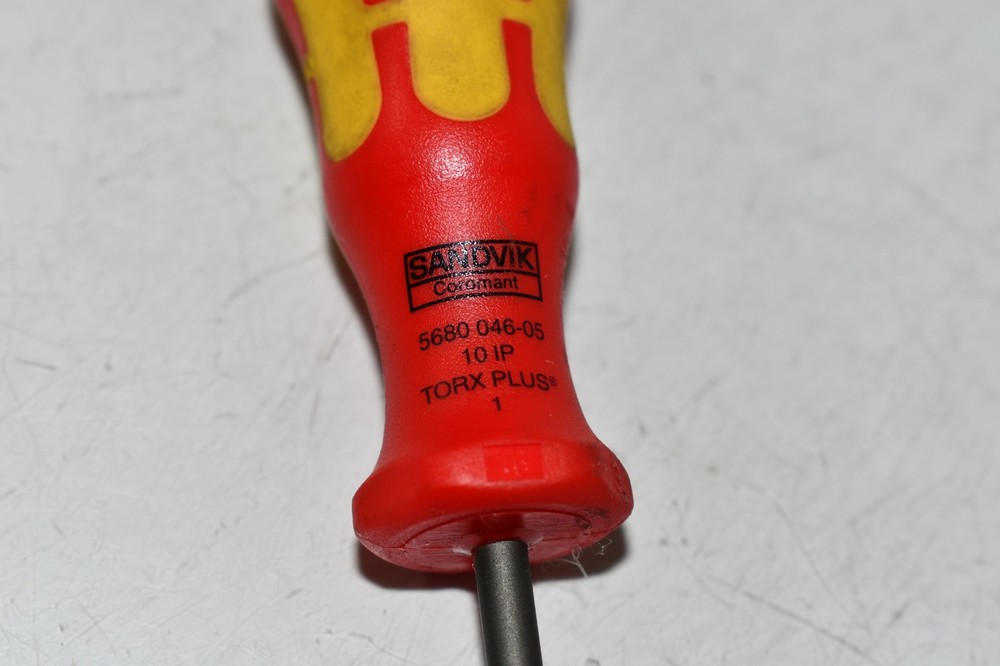 SANDVIK
Coromant
5680 046-05
10 IP
TORX PLUS®
1